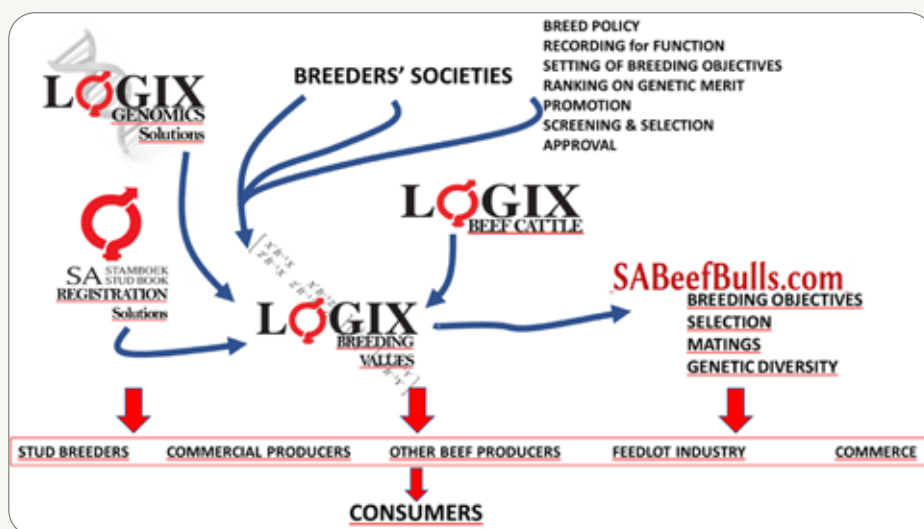 LOGIX
GENOMICS
Solutions
BREEDERS' SOCIETIES
BREED POLICY
RECORDING for FUNCTION
SETTING OF BREEDING OBJECTIVES
RANKING ON GENETIC MERIT
PROMOTION
SCREENING & SELECTION
APPROVAL
SA STAMBOEK
STUD BOOK
REGISTRATION
Solutions
LOGIX
BEEF CATTLE
LOGIX
BREEDING
VALUES
SABeefBulls.com
BREEDING OBJECTIVES
SELECTION
MATINGS
GENETIC DIVERSITY
STUD BREEDERS COMMERCIAL PRODUCERS OTHER BEEF PRODUCERS FEEDLOT INDUSTRY COMMERCE
CONSUMERS